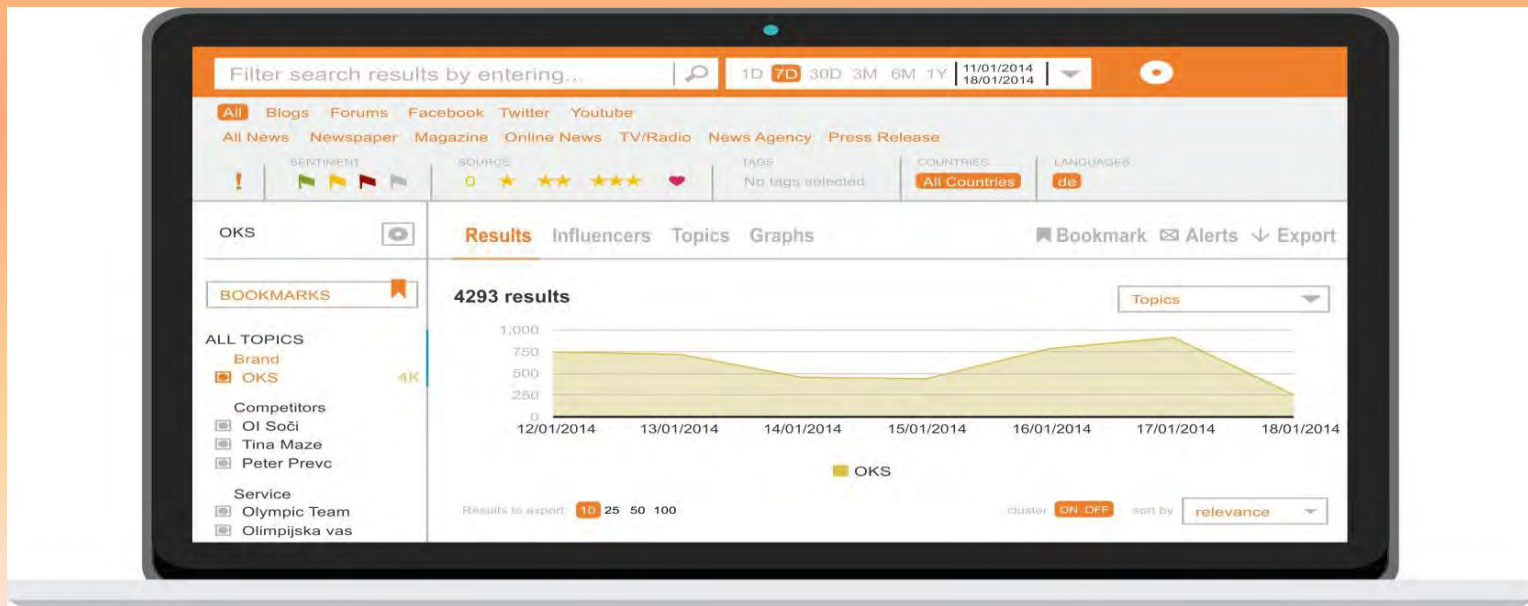 Filter search results by entering...
1D 7D 30D 3M 6M 1Y 11/01/2014
18/01/2014
All Blogs Forums Facebook Twitter Youtube
All News Newspaper Magazine Online News TV/Radio News Agency Press Release
SENTIMENT SOURCE TAGS COUNTRIES LANGUAGES
0 No tags selected All Countries de
OKS
Results Influencers Topics Graphs Bookmark Alerts Export
BOOKMARKS
4293 results
Topics
ALL TOPICS
Brand
OKS 4K
Competitors
OI Soči
Tina Maze
Peter Prevc
Service
Olympic Team
Olimpijska vas
1,000
750
500
250
0
12/01/2014 13/01/2014 14/01/2014 15/01/2014 16/01/2014 17/01/2014 18/01/2014
OKS
Results to export 10 25 50 100
cluster ON OFF sort by relevance